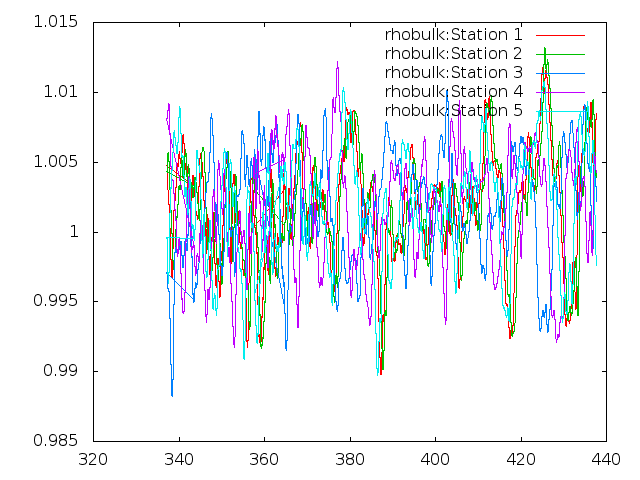 1.015
rhobulk:Station 1
rhobulk:Station 2
rhobulk:Station 3
rhobulk:Station 4
rhobulk:Station 5
1.01
1.005
1
0.995
0.99
0.985
320 340 360 380 400 420 440